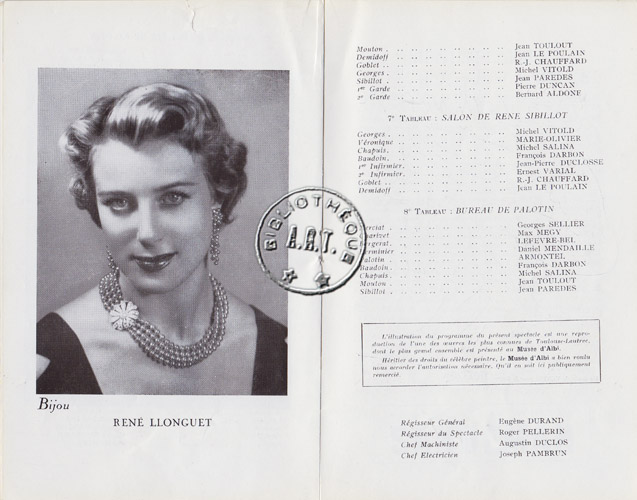 Bijou
RENÉ LLONGUET
BIBLIOTHÈQUE
A.R.T.
Mouton . . . . . . . . . Jean TOULOUT
Demidoff . . . . . . . . . Jean LE POULAIN
Goblet . . . . . . . . . R.-J. CHAUFFARD
Georges . . . . . . . . . Michel VITOLD
Sibillot . . . . . . . . . Jean PAREDES
1er Garde . . . . . . . . . Pierre DUNCAN
2e Garde . . . . . . . . . Bernard ALDONE
7e TABLEAU : SALON DE RENE SIBILLOT
Georges . . . . . . . . . Michel VITOLD
Véronique . . . . . . . . . MARIE-OLIVIER
Chapuis . . . . . . . . . Michel SALINA
Baudoin . . . . . . . . . François DARBON
1er Infirmier . . . . . . . . . Jean-Pierre DUCLOSSE
2e Infirmier . . . . . . . . . Ernest VARIAL
Goblet . . . . . . . . . R.-J. CHAUFFARD
Demidoff . . . . . . . . . Jean LE POULAIN
8e TABLEAU : BUREAU DE PALOTIN
Georges SELLIER
Max MEGY
LEFEVRE-BEL
Daniel MENDAILLE
alotin . . . . . . . . . ARMONTEL
Baudoin . . . . . . . . . François DARBON
Chapuis . . . . . . . . . Michel SALINA
Mouton . . . . . . . . . Jean TOULOUT
Sibillot . . . . . . . . . Jean PAREDES
L'illustration du programme du présent spectacle est une repro-
duction de l'une des œuvres les plus connues de Toulouse-Lautrec,
dont le plus grand ensemble est présenté au Musée d'Albi.
Héritier des droits du célèbre peintre, le Musée d'Albi a bien voulu
nous accorder l'autorisation nécessaire. Qu'il en soit ici publiquement
remercié.
Régisseur Général Eugène DURAND
Régisseur du Spectacle Roger PELLERIN
Chef Machiniste Augustin DUCLOS
Chef Electricien Joseph PAMBRUN